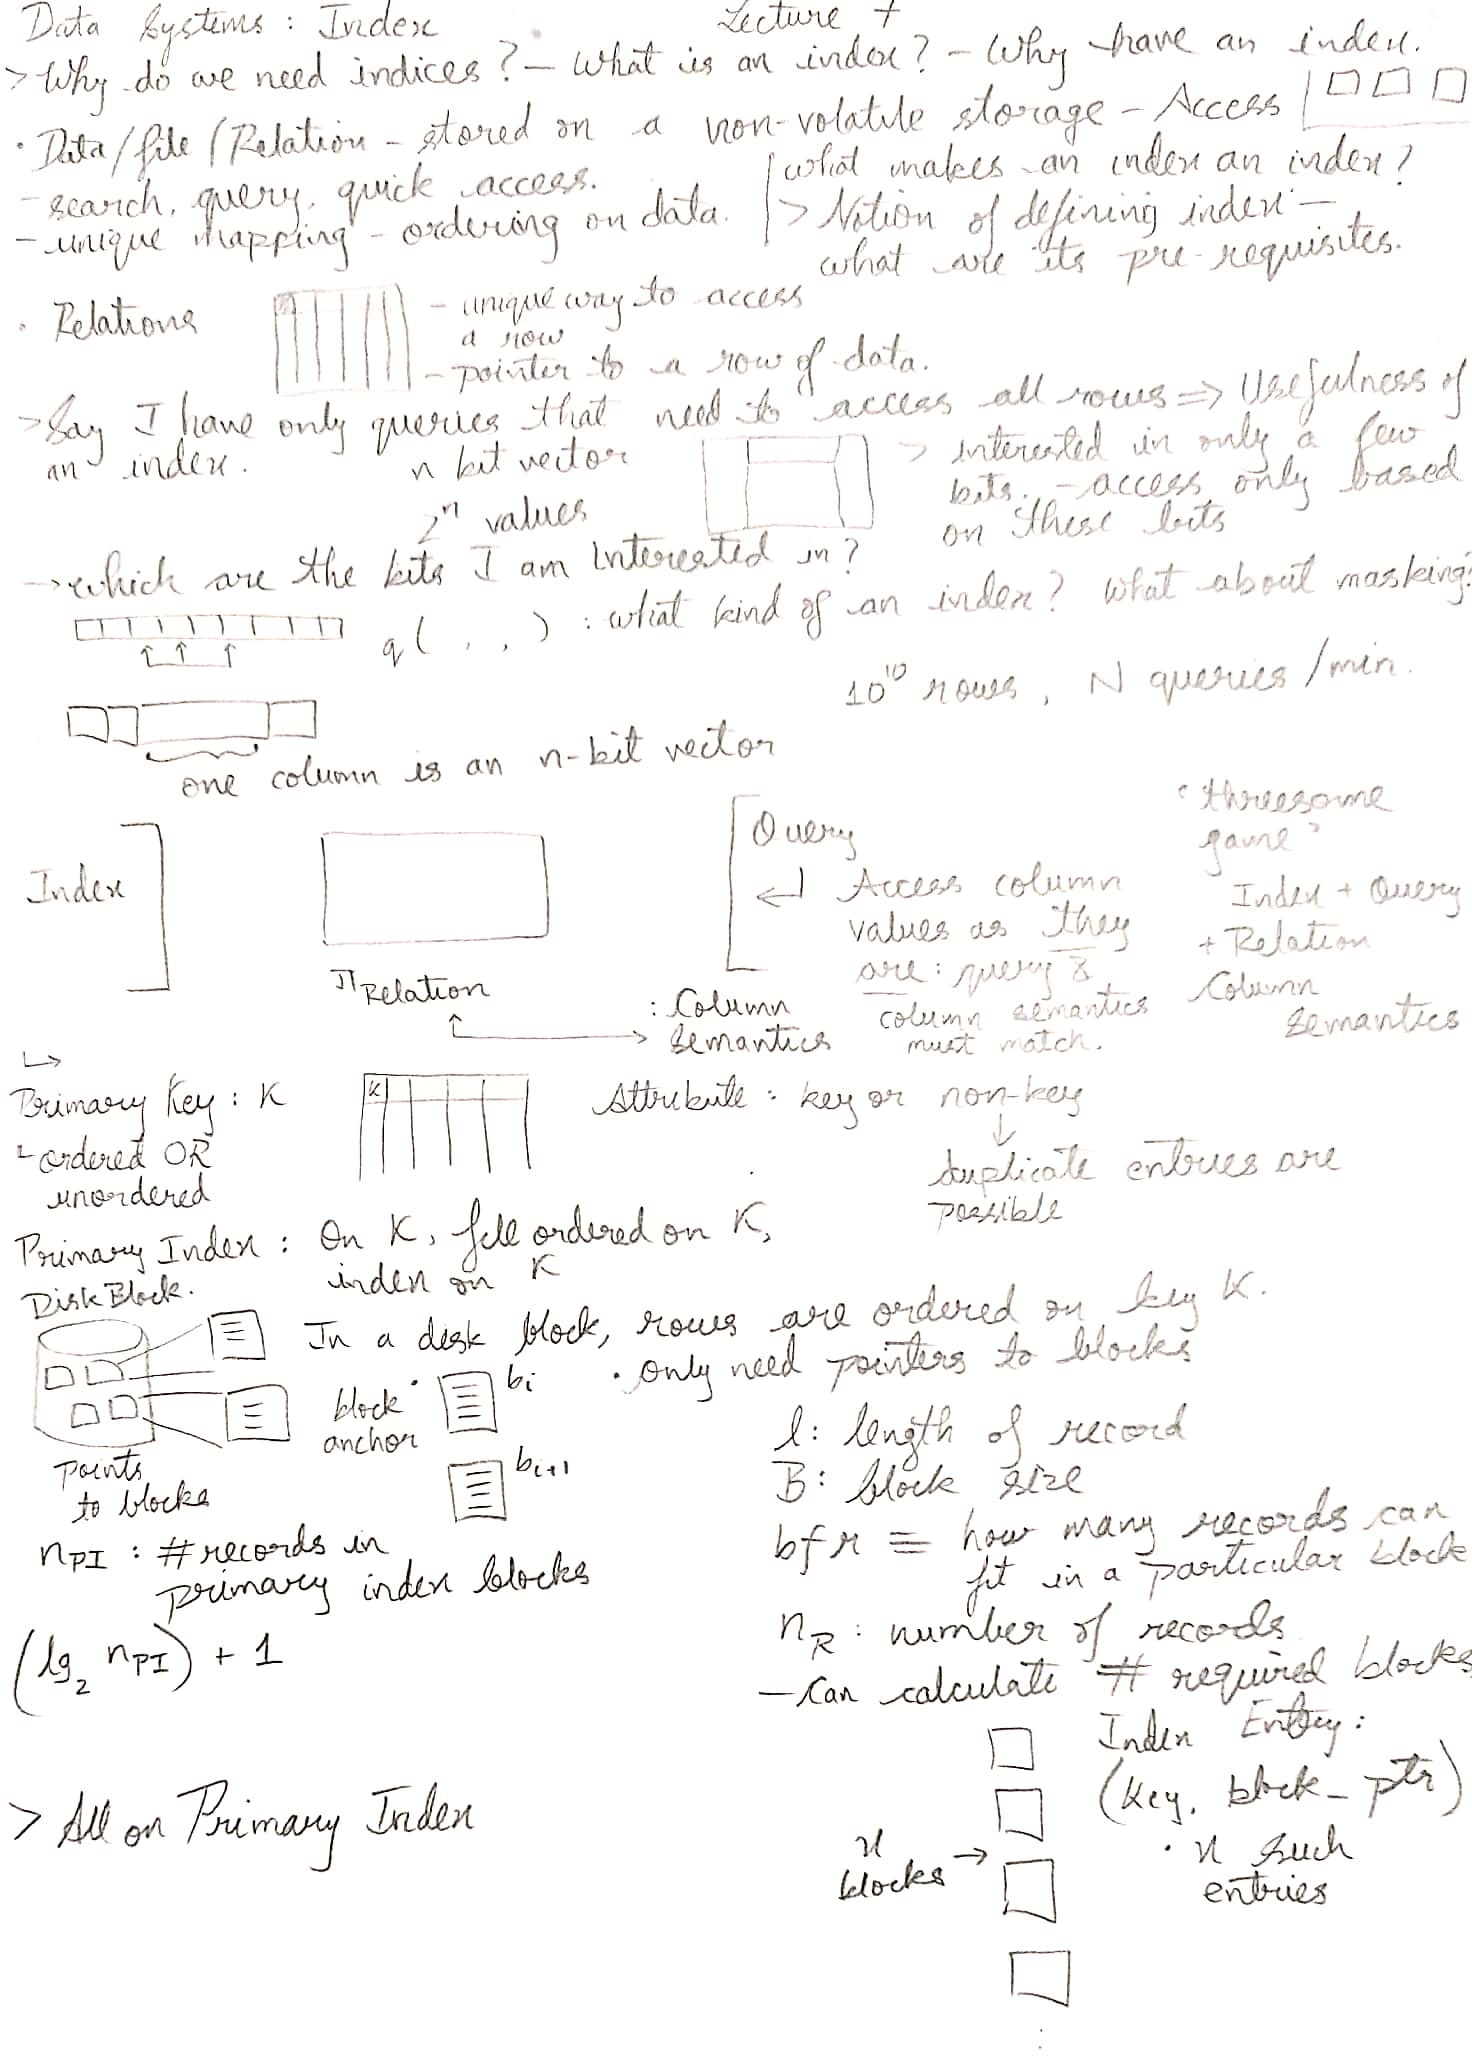 Data Systems : Index
Lecture 7
> Why do we need indices? – What is an index? – Why have an index.
• Data/file/Relation – stored on a non-volatile storage – Access
– search, query, quick access.
– unique mapping – ordering on data.
what makes an index an index?
> Notion of defining index –
what are its pre-requisites.
• Relations
– unique way to access
a row
– pointer to a row of data.
> Say I have only queries that need to access all rows ⇒ Usefulness of
an index.
n bit vector
2ⁿ values
> interested in only a few
bits. – access only based
on these bits
→ which are the bits I am interested in?
q ( , , ) : what kind of an index? What about masking?
10¹⁰ rows, N queries/min.
one column is an n-bit vector
Index
Π Relation
Query
↵ Access column
values as they
are : query &
column semantics
must match.
: Column
Semantics
'threesome
game'
Index + Query
+ Relation
Column
Semantics
↳
Primary Key : K
ordered OR
unordered
K
Attribute : key or non-key
↓
duplicate entries are
possible
Primary Index : On K, file ordered on K,
index on K
Disk Block.
In a disk block, rows are ordered on key K.
• only need pointers to blocks
block
anchor
bᵢ
bᵢ₊₁
points
to blocks
l : length of record
B : block size
bfr ≡ how many records can
fit in a particular block
n_R : number of records
– can calculate # required blocks
n_PI : # records in
primary index blocks
(lg₂ n_PI) + 1
Index Entry :
(Key, block_ptr)
• x such
entries
x
blocks →
> All on Primary Index